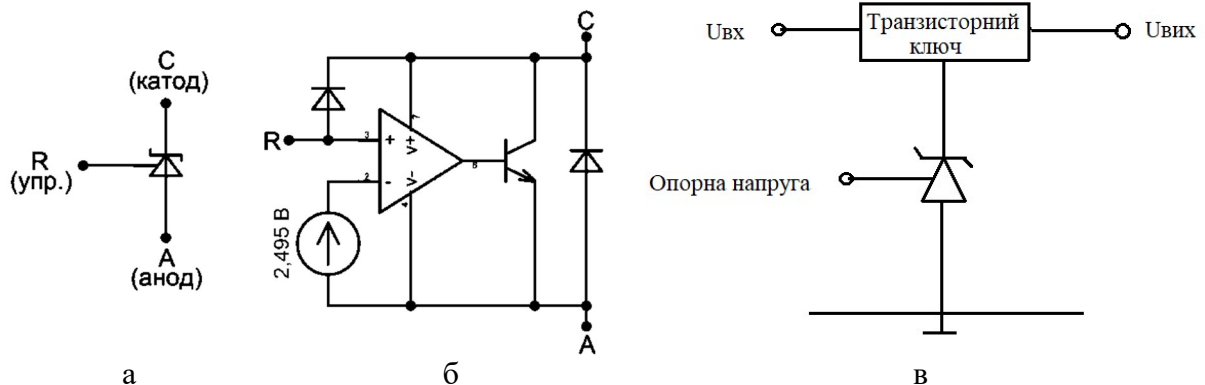 C
(катод)
R
(упр.)
A
(анод)
а
C
R
3
+
2
-
7
V+
V-
4
6
2,495 В
A
б
Uвх
Транзисторний
ключ
Uвих
Опорна напруга
в